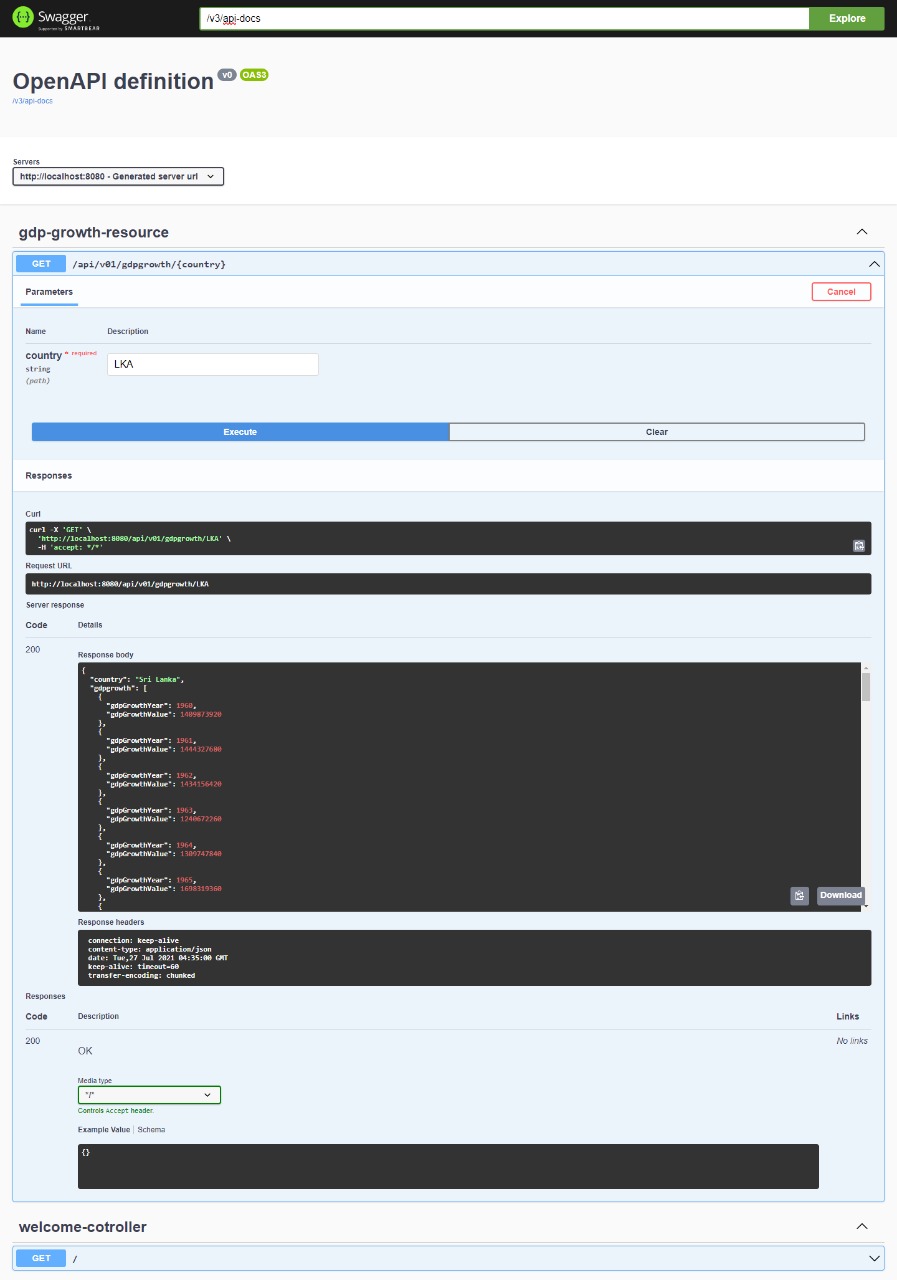 Swagger
Supported by SMARTBEAR
/v3/api-docs
Explore
OpenAPI definition v0 OAS3
/v3/api-docs
Servers
http://localhost:8080 - Generated server url
gdp-growth-resource
GET /api/v01/gdpgrowth/{country}
Parameters
Cancel
Name Description
country * required
string
(path)
LKA
Execute
Clear
Responses
Curl
curl -X 'GET' \
'http://localhost:8080/api/v01/gdpgrowth/LKA' \
-H 'accept: */*'
Request URL
http://localhost:8080/api/v01/gdpgrowth/LKA
Server response
Code Details
200
Response body
{
"country": "Sri Lanka",
"gdpgrowth": [
{
"gdpGrowthYear": 1960,
"gdpGrowthValue": 1409873920
},
{
"gdpGrowthYear": 1961,
"gdpGrowthValue": 1444327680
},
{
"gdpGrowthYear": 1962,
"gdpGrowthValue": 1434156420
},
{
"gdpGrowthYear": 1963,
"gdpGrowthValue": 1240672260
},
{
"gdpGrowthYear": 1964,
"gdpGrowthValue": 1309747840
},
{
"gdpGrowthYear": 1965,
"gdpGrowthValue": 1698319360
},
{
Download
Response headers
connection: keep-alive
content-type: application/json
date: Tue,27 Jul 2021 04:35:00 GMT
keep-alive: timeout=60
transfer-encoding: chunked
Responses
Code Description Links
200 OK No links
Media type
*/*
Controls Accept header.
Example Value | Schema
{}
welcome-cotroller
GET /